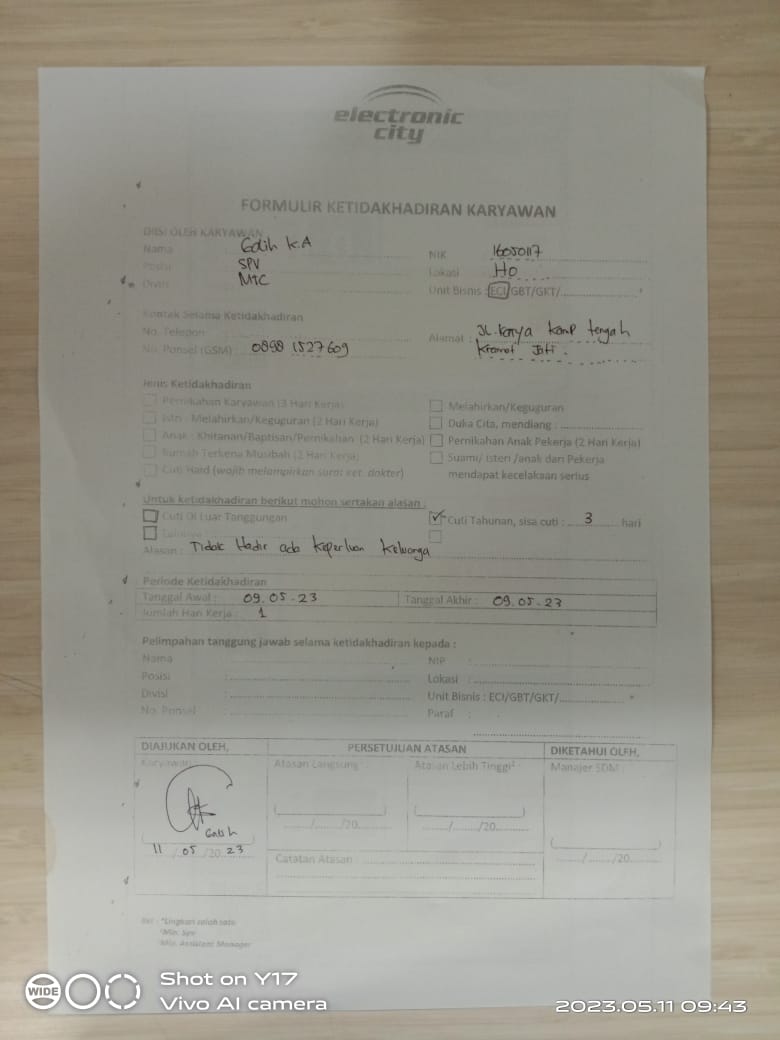 electronic
city
FORMULIR KETIDAKHADIRAN KARYAWAN
DIISI OLEH KARYAWAN
Nama : Galih K.A NIK 16050117
Posisi : SPV Lokasi HO
Divisi MTC Unit Bisnis : ECI/GBT/GKT/.............*
Kontak Selama Ketidakhadiran
No. Telepon : Alamat : JL. Karya Kamp tengah
No. Ponsel (GSM) : 0898 1527609 Kramat Jati.
Jenis Ketidakhadiran
Pernikahan Karyawan (3 Hari Kerja) Melahirkan/Keguguran
Istri : Melahirkan/Keguguran (2 Hari Kerja) Duka Cita, mendiang :
Anak : Khitanan/Baptisan/Pernikahan (2 Hari Kerja) Pernikahan Anak Pekerja (2 Hari Kerja)
Rumah Terkena Musibah (2 Hari Kerja) Suami/ Isteri /anak dari Pekerja
Cuti Haid (wajib melampirkan surat ket. dokter) mendapat kecelakaan serius
Untuk ketidakhadiran berikut mohon sertakan alasan :
Cuti Di Luar Tanggungan ✓ Cuti Tahunan, sisa cuti : 3 hari
Lainnya
Alasan : Tidak Hadir ada Keperluan Keluarga
Periode Ketidakhadiran
Tanggal Awal : 09.05.23 Tanggal Akhir : 09.05.23
Jumlah Hari Kerja : 1
Pelimpahan tanggung jawab selama ketidakhadiran kepada :
Nama NIP :
Posisi : Lokasi :
Divisi : Unit Bisnis : ECI/GBT/GKT/............. *
No. Ponsel : Paraf :
DIAJUKAN OLEH, PERSETUJUAN ATASAN DIKETAHUI OLEH,
Karyawan Atasan Langsung Atasan Lebih Tinggi² Manajer SDM
Galih
11 / 05 /20 23 ......./......./20....... ......./......./20....... ......./......./20.......
Catatan Atasan :
Ket : *Lingkari salah satu
¹Min. Spv
²Min. Assistant Manager
WIDE
Shot on Y17
Vivo AI camera
2023.05.11 09:43